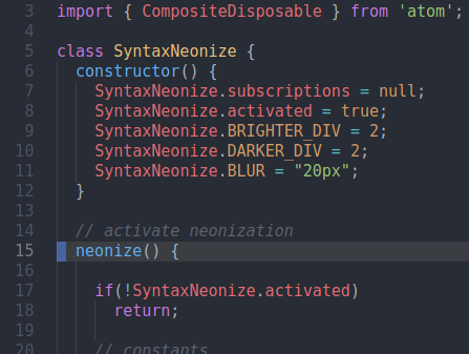 3 import { CompositeDisposable } from 'atom';
4
5 class SyntaxNeonize {
6 constructor() {
7 SyntaxNeonize.subscriptions = null;
8 SyntaxNeonize.activated = true;
9 SyntaxNeonize.BRIGHTER_DIV = 2;
10 SyntaxNeonize.DARKER_DIV = 2;
11 SyntaxNeonize.BLUR = "20px";
12 }
13
14 // activate neonization
15 neonize() {
16
17 if(!SyntaxNeonize.activated)
18 return;
19
20 // constants